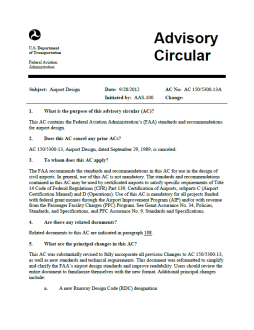 Advisory
Circular
U.S. Department
of Transportation
Federal Aviation
Administration
Subject: Airport Design Date: 9/28/2012 AC No: AC 150/5300-13A
Initiated by: AAS-100 Change:
1. What is the purpose of this advisory circular (AC)?
This AC contains the Federal Aviation Administration's (FAA) standards and recommendations
for airport design.
2. Does this AC cancel any prior ACs?
AC 150/5300-13, Airport Design, dated September 29, 1989, is canceled.
3. To whom does this AC apply?
The FAA recommends the standards and recommendations in this AC for use in the design of
civil airports. In general, use of this AC is not mandatory. The standards and recommendations
contained in this AC may be used by certificated airports to satisfy specific requirements of Title
14 Code of Federal Regulations (CFR) Part 139, Certification of Airports, subparts C (Airport
Certification Manual) and D (Operations). Use of this AC is mandatory for all projects funded
with federal grant monies through the Airport Improvement Program (AIP) and/or with revenue
from the Passenger Facility Charges (PFC) Program. See Grant Assurance No. 34, Policies,
Standards, and Specifications, and PFC Assurance No. 9, Standards and Specifications.
4. Are there any related documents?
Related documents to this AC are indicated in paragraph 108.
5. What are the principal changes in this AC?
This AC was substantially revised to fully incorporate all previous Changes to AC 150/5300-13,
as well as new standards and technical requirements. This document was reformatted to simplify
and clarify the FAA's airport design standards and improve readability. Users should review the
entire document to familiarize themselves with the new format. Additional principal changes
include:
a. A new Runway Design Code (RDC) designation